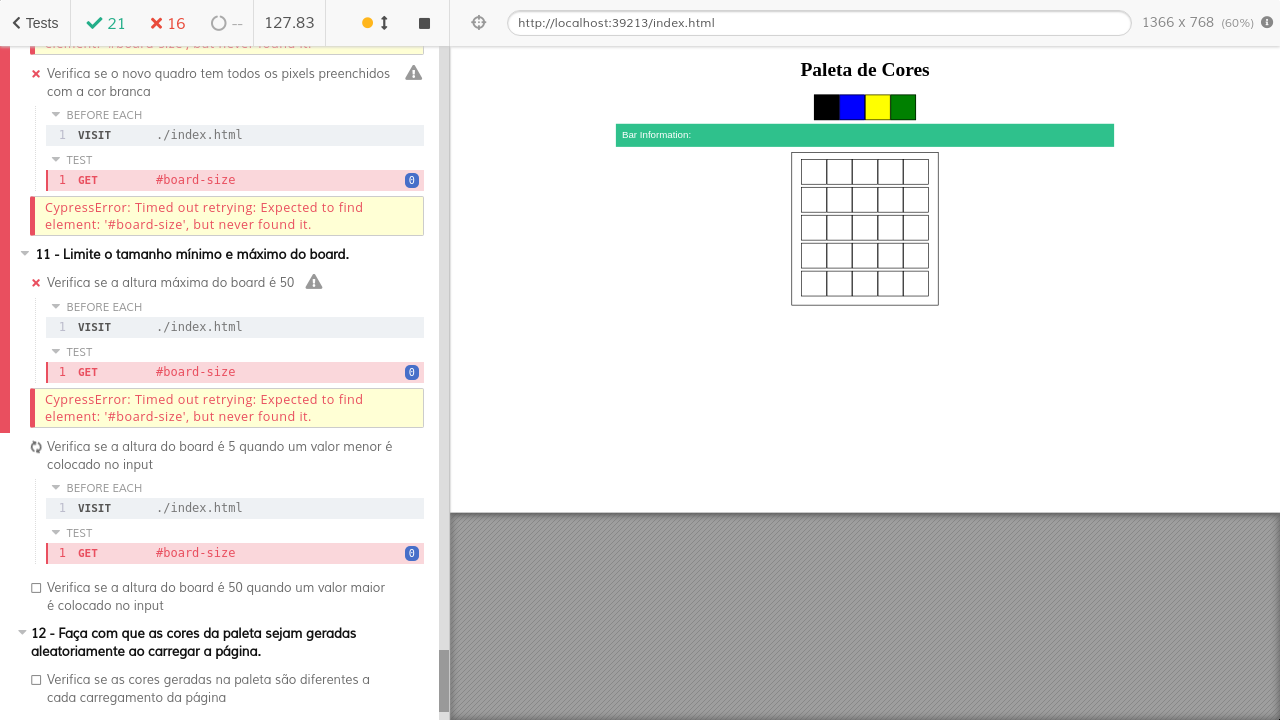 Tests
21
16
--
127.83
http://localhost:39213/index.html
1366 x 768 (60%)
element: '#board-size', but never found it.
Verifica se o novo quadro tem todos os pixels preenchidos
com a cor branca
BEFORE EACH
1 VISIT ./index.html
TEST
1 GET #board-size 0
CypressError: Timed out retrying: Expected to find
element: '#board-size', but never found it.
11 - Limite o tamanho mínimo e máximo do board.
Verifica se a altura máxima do board é 50
BEFORE EACH
1 VISIT ./index.html
TEST
1 GET #board-size 0
CypressError: Timed out retrying: Expected to find
element: '#board-size', but never found it.
Verifica se a altura do board é 5 quando um valor menor é
colocado no input
BEFORE EACH
1 VISIT ./index.html
TEST
1 GET #board-size 0
Verifica se a altura do board é 50 quando um valor maior
é colocado no input
12 - Faça com que as cores da paleta sejam geradas
aleatoriamente ao carregar a página.
Verifica se as cores geradas na paleta são diferentes a
cada carregamento da página
Paleta de Cores
Bar Information: